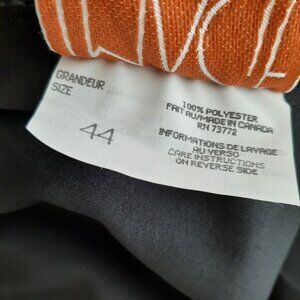 GRANDEUR
SIZE
44
100% POLYESTER
FAIT AU/MADE IN CANADA
RN 73772
INFORMATIONS DE LAVAGE
AU VERSO
CARE INSTRUCTIONS
ON REVERSE SIDE